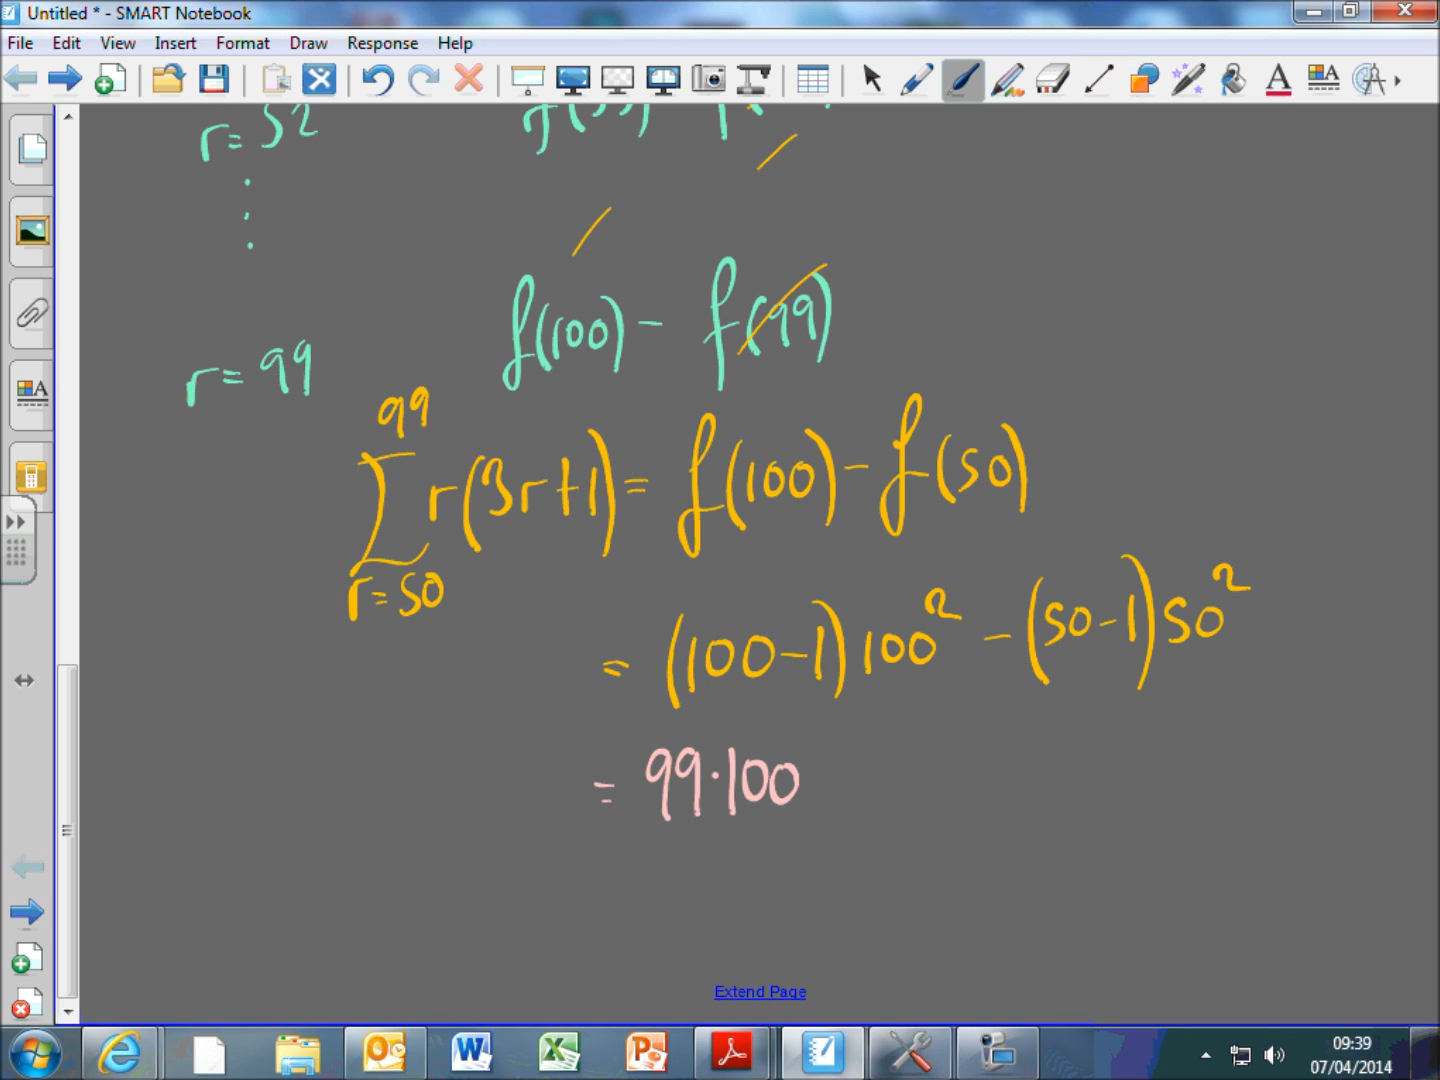 Untitled * - SMART Notebook
File Edit View Insert Format Draw Response Help
r = 52
⋮
f(100) - f(99)
r = 99
99
∑ r(3r+1) = f(100) - f(50)
r = 50
= (100-1)100² - (50-1)50²
= 99·100
Extend Page
09:39
07/04/2014